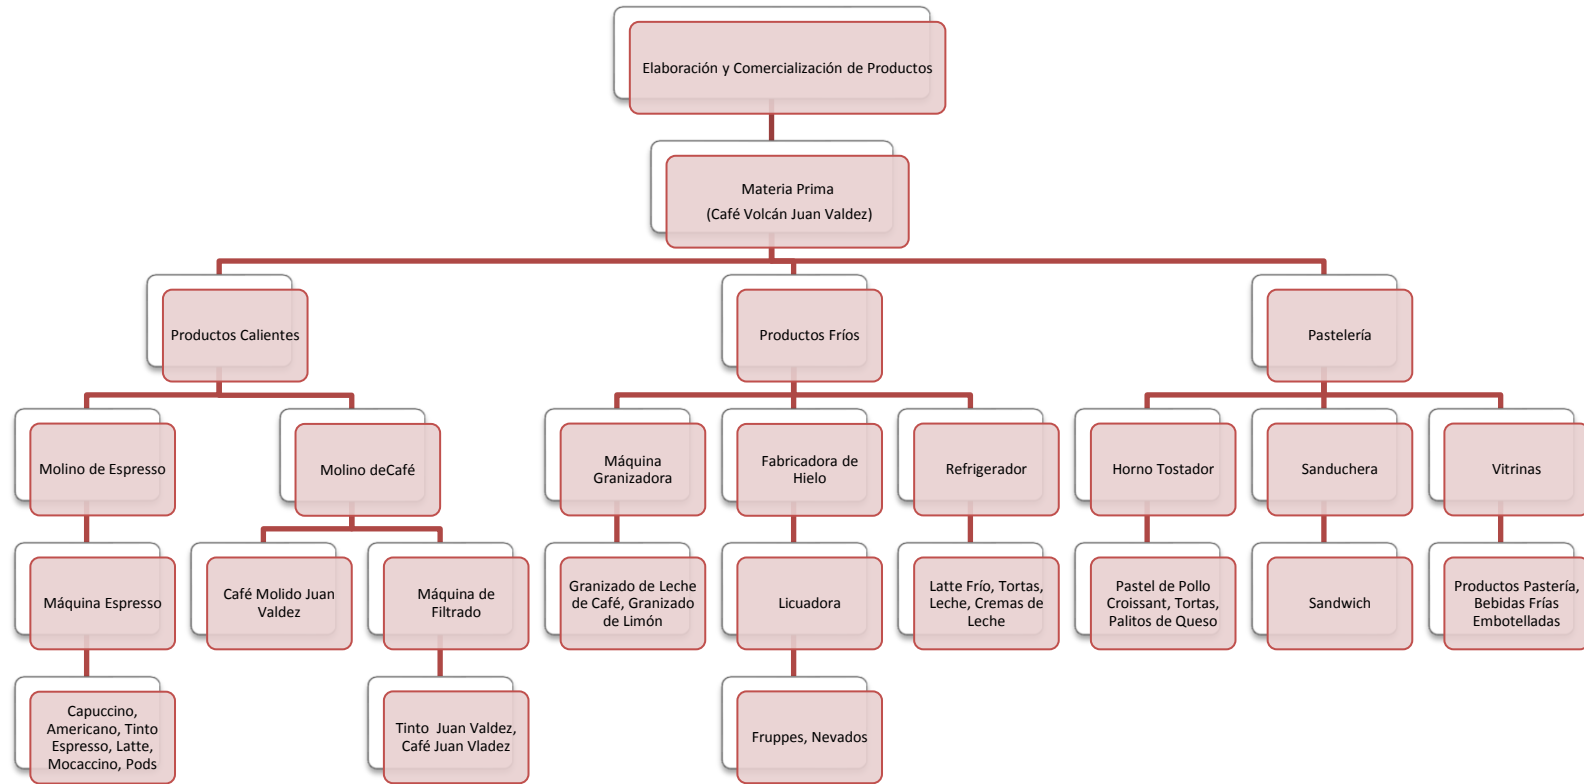 Elaboración y Comercialización de Productos
Materia Prima
(Café Volcán Juan Valdez)
Productos Calientes
Productos Fríos
Pastelería
Molino de Espresso
Molino deCafé
Máquina
Granizadora
Fabricadora de
Hielo
Refrigerador
Horno Tostador
Sanduchera
Vitrinas
Máquina Espresso
Café Molido Juan
Valdez
Máquina de
Filtrado
Granizado de Leche
de Café, Granizado
de Limón
Licuadora
Latte Frío, Tortas,
Leche, Cremas de
Leche
Pastel de Pollo
Croissant, Tortas,
Palitos de Queso
Sandwich
Productos Pastería,
Bebidas Frías
Embotelladas
Capuccino,
Americano, Tinto
Espresso, Latte,
Mocaccino, Pods
Tinto Juan Valdez,
Café Juan Vladez
Fruppes, Nevados